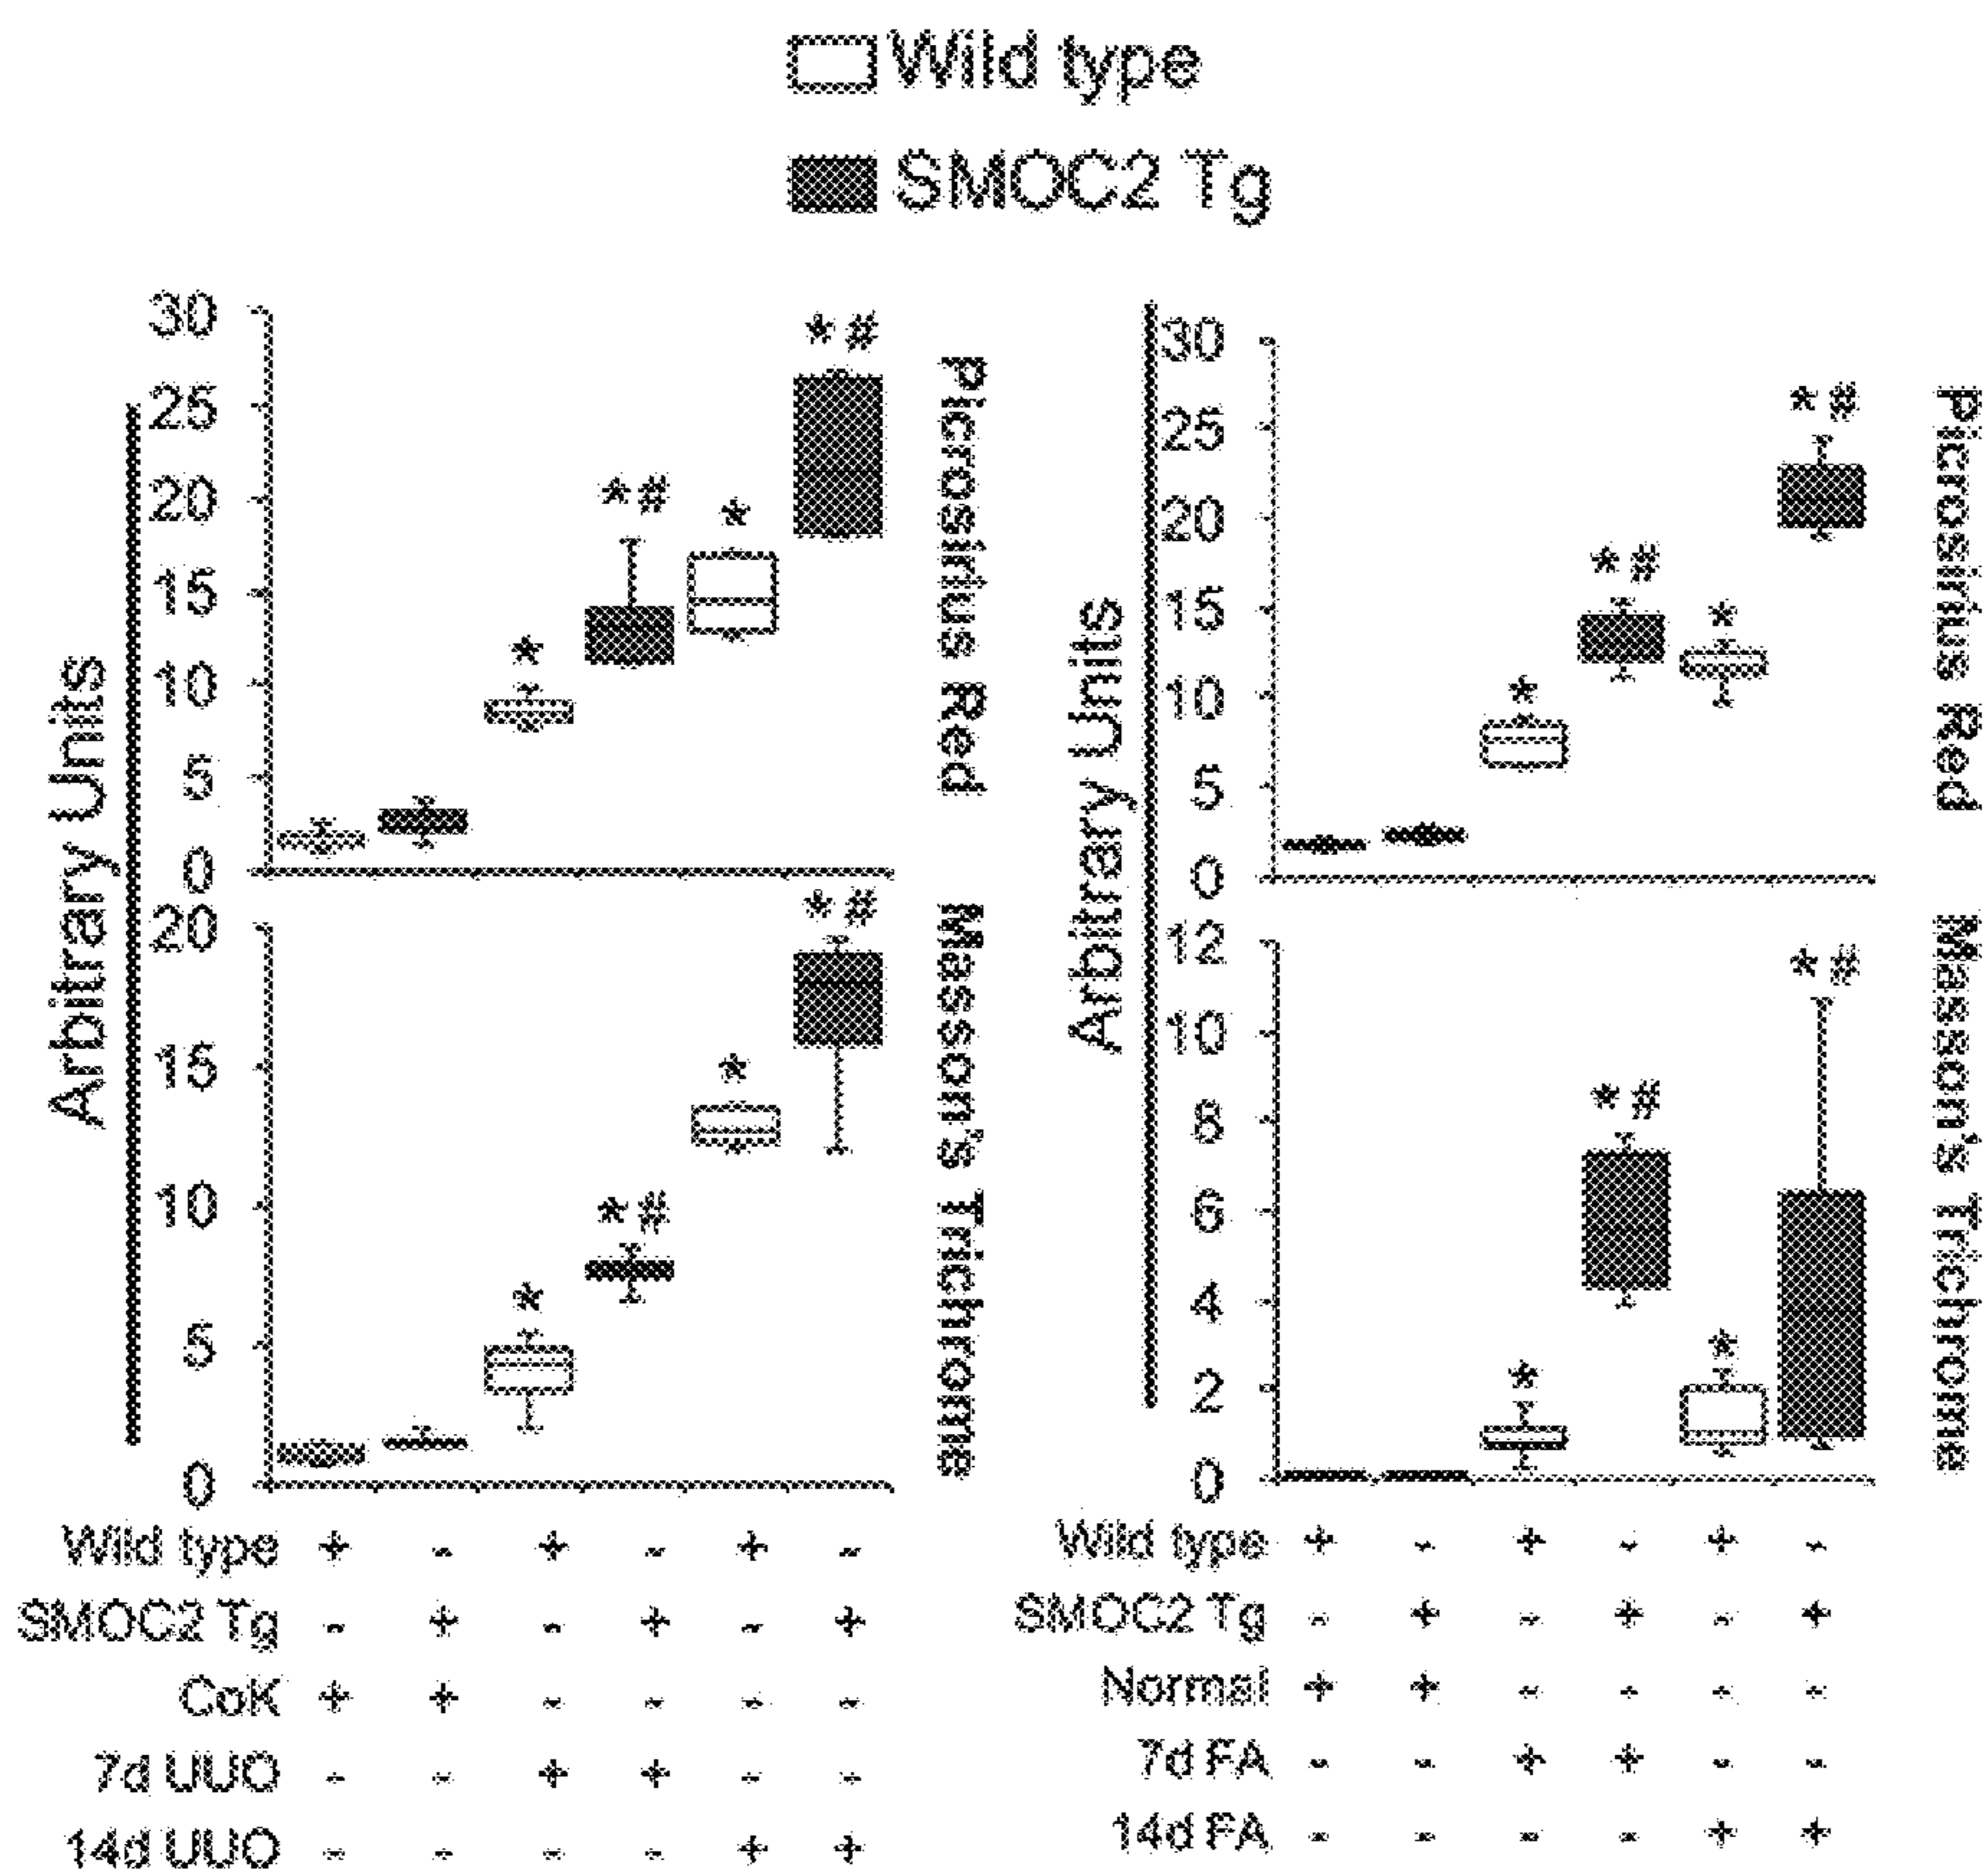 Wild type
SMOC2 Tg
Arbitrary Units
30
25
20
15
10
5
0
*
*#
*
*#
Picrosirius Red
20
15
10
5
0
*
*#
*
*#
Masson's Trichrome
Wild type + - + - + -
SMOC2 Tg - + - + - +
CoK + + - - - -
7d UUO - - + + - -
14d UUO - - - - + +
Arbitrary Units
30
25
20
15
10
5
0
*
*#
*
*#
Picrosirius Red
12
10
8
6
4
2
0
*
*#
*
*#
Masson's Trichrome
Wild type + - + - + -
SMOC2 Tg - + - + - +
Normal + + - - - -
7d FA - - + + - -
14d FA - - - - + +